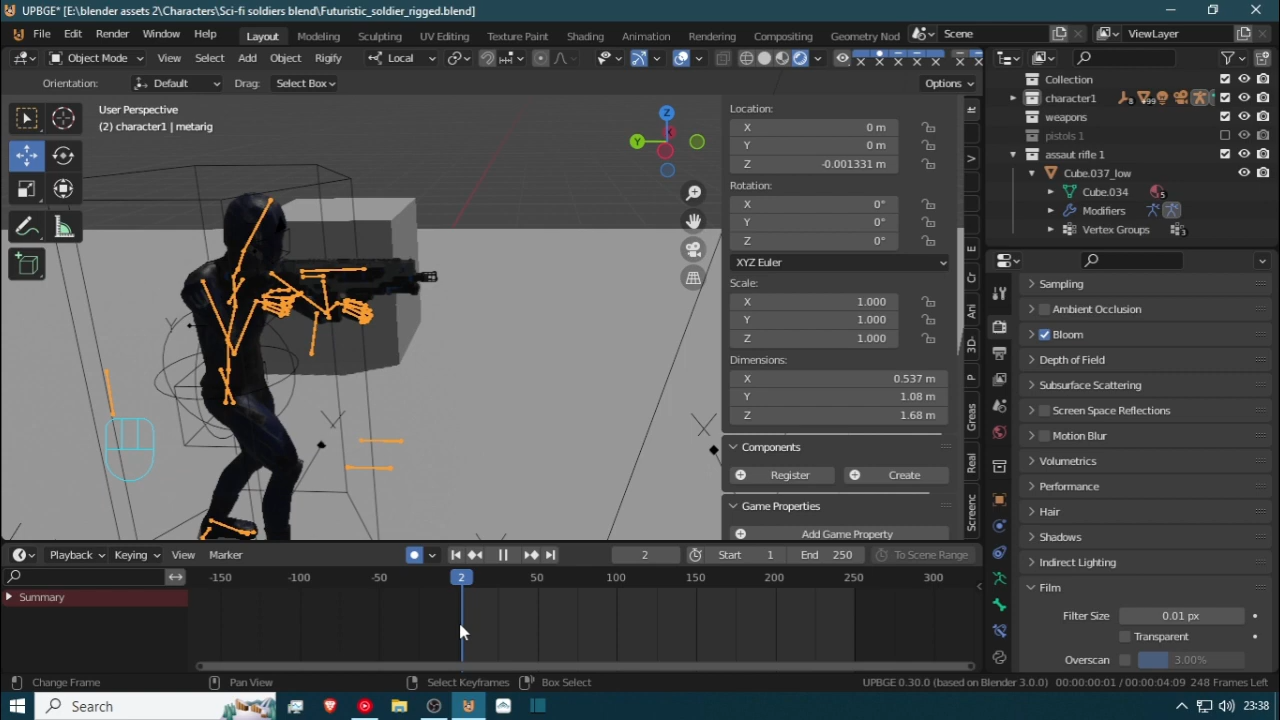 UPBGE* [E:\blender assets 2\Characters\Sci-fi soldiers blend\Futuristic_soldier_rigged.blend]
File Edit Render Window Help Layout Modeling Sculpting UV Editing Texture Paint Shading Animation Rendering Compositing Geometry Nod Scene ViewLayer
Object Mode View Select Add Object Rigify Local
Orientation: Default Drag: Select Box Options
User Perspective
(2) character1 | metarig
Z
Y
Location:
X 0 m
Y 0 m
Z -0.001331 m
Rotation:
X 0°
Y 0°
Z 0°
XYZ Euler
Scale:
X 1.000
Y 1.000
Z 1.000
Dimensions:
X 0.537 m
Y 1.08 m
Z 1.68 m
Components
Register Create
Game Properties
Add Game Property
It
V
E
Cr
Ani
3D-
P
Greas
Real
Screenc
Collection
character1
weapons
pistols 1
assaut rifle 1
Cube.037_low
Cube.034
Modifiers
Vertex Groups
Sampling
Ambient Occlusion
Bloom
Depth of Field
Subsurface Scattering
Screen Space Reflections
Motion Blur
Volumetrics
Performance
Hair
Shadows
Indirect Lighting
Film
Filter Size 0.01 px
Transparent
Overscan 3.00%
Playback Keying View Marker 2 Start 1 End 250 To Scene Range
-150 -100 -50 2 50 100 150 200 250 300
Summary
Change Frame Pan View Select Keyframes Box Select UPBGE 0.30.0 (based on Blender 3.0.0) 00:00:00:01 / 00:00:04:09 248 Frames Left
Search 23:38